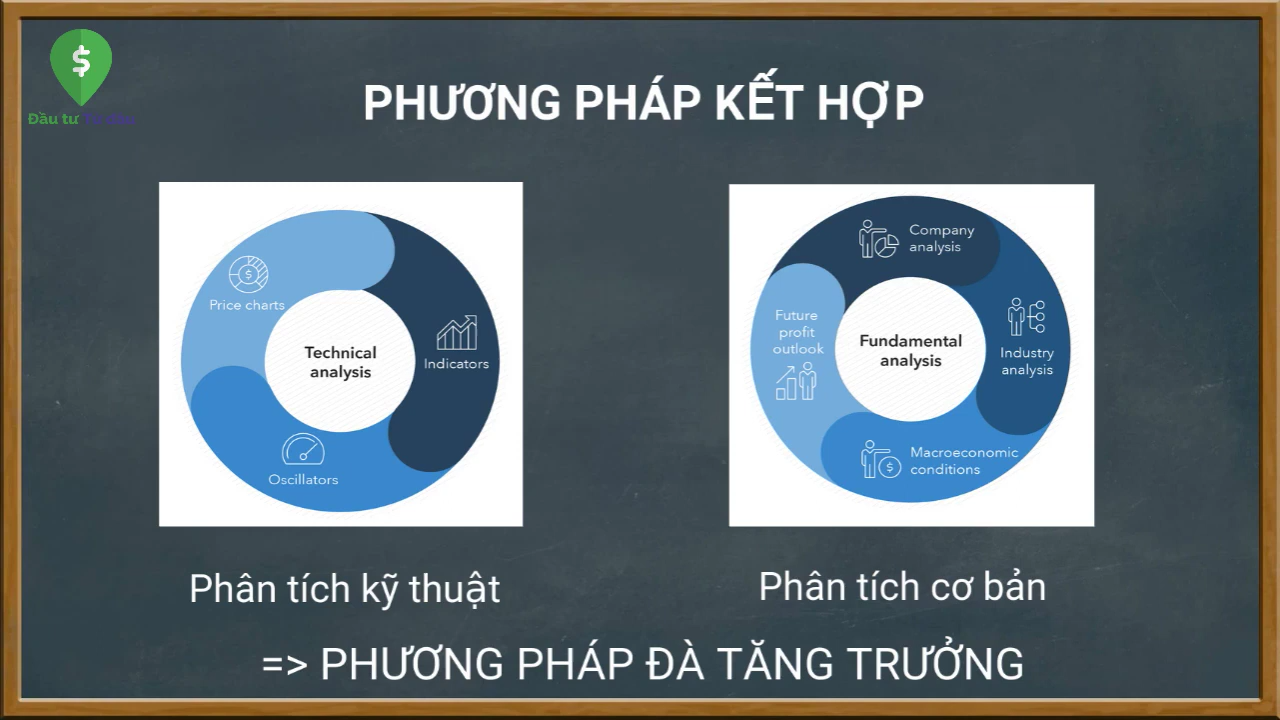 Đầu tư
PHƯƠNG PHÁP KẾT HỢP
Price charts
Technical
analysis
Indicators
Oscillators
Company
analysis
Future
profit
outlook
Fundamental
analysis
Industry
analysis
Macroeconomic
conditions
Phân tích kỹ thuật
Phân tích cơ bản
=> PHƯƠNG PHÁP ĐÀ TĂNG TRƯỞNG